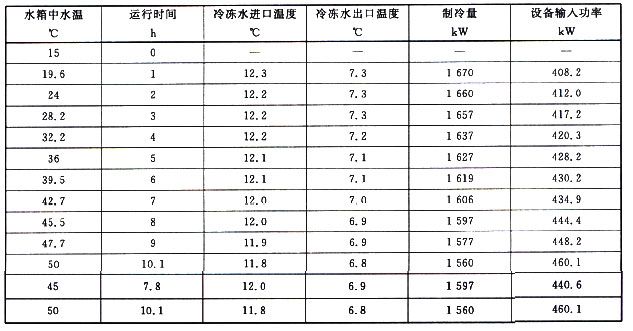 水箱中水温 运行时间 冷冻水进口温度 冷冻水出口温度 制冷量 设备输入功率
℃ h ℃ ℃ kW kW
15 0 — — — —
19.6 1 12.3 7.3 1 670 408.2
24 2 12.2 7.3 1 660 412.0
28.2 3 12.2 7.3 1 657 417.2
32.2 4 12.2 7.2 1 637 420.3
36 5 12.1 7.1 1 627 428.2
39.5 6 12.1 7.1 1 619 430.2
42.7 7 12.0 7.0 1 606 434.9
45.5 8 12.0 6.9 1 597 444.4
47.7 9 11.9 6.9 1 577 448.2
50 10.1 11.8 6.8 1 560 460.1
45 7.8 12.0 6.9 1 597 440.6
50 10.1 11.8 6.8 1 560 460.1